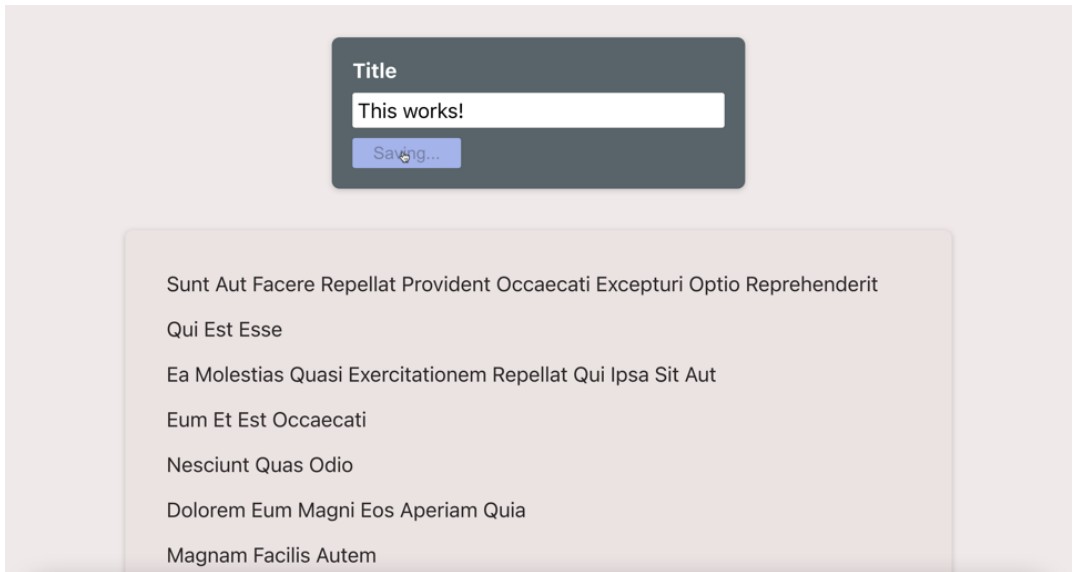 Title
This works!
Saving...
Sunt Aut Facere Repellat Provident Occaecati Excepturi Optio Reprehenderit
Qui Est Esse
Ea Molestias Quasi Exercitationem Repellat Qui Ipsa Sit Aut
Eum Et Est Occaecati
Nesciunt Quas Odio
Dolorem Eum Magni Eos Aperiam Quia
Magnam Facilis Autem